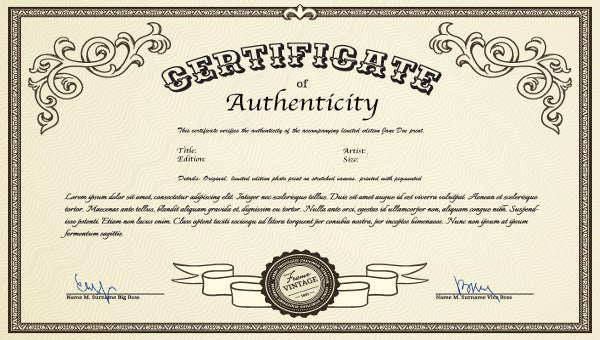 CERTIFICATE
of
Authenticity
This certificate verifies the authenticity of the accompanying limited edition Jane Doe print.
Title: Artist:
Edition: Size:
Details: Original, limited edition photo print on stretched canvas, printed with pigmented
Lorem ipsum dolor sit amet, consectetur adipiscing elit. Integer nec scelerisque tellus. Duis sit amet augue id est viverra volutpat. Aenean et scelerisque
tortor. Maecenas ante tellus, blandit aliquam gravida et, dignissim eu tortor. Nulla ante orci, egestas id ullamcorper non, aliquam congue nibh. Suspend-
isse potenti. Etiam non lacus enim. Class aptent taciti sociosqu ad litora torquent per conubia nostra, per inceptos himenaeos. Nunc non ipsum at ipsum
fermentum sagittis.
Frame
VINTAGE
Name M. Surname Big Boss
Name M. Surname Vice Boss